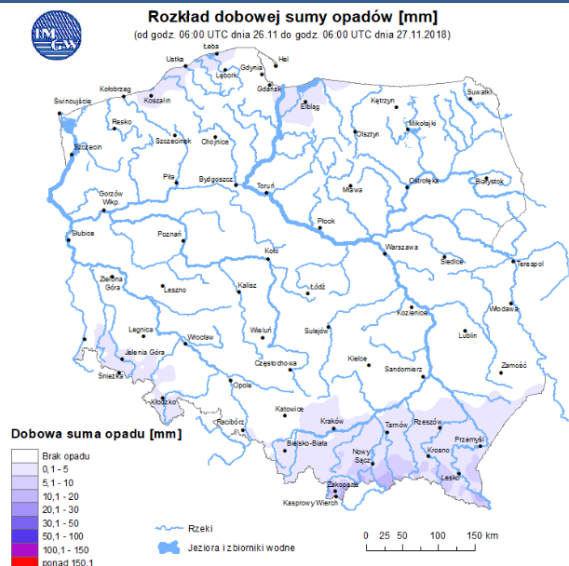 IM
GW
Rozkład dobowej sumy opadów [mm]
(od godz. 06:00 UTC dnia 26.11 do godz. 06:00 UTC dnia 27.11.2018)
Łeba
Ustka
Lębork
Gdynia
Hel
Gdańsk
Kołobrzeg
Koszalin
Elbląg
Kętrzyn
Suwałki
Świnoujście
Resko
Szczecinek
Chojnice
Olsztyn
Mikołajki
Szczecin
Piła
Bydgoszcz
Toruń
Mława
Ostrołęka
Białystok
Gorzów
Wlkp.
Płock
Słubice
Poznań
Koło
Warszawa
Siedlce
Terespol
Zielona
Góra
Leszno
Kalisz
Łódź
Kozienice
Włodawa
Legnica
Wrocław
Wieluń
Sulejów
Lublin
Jelenia Góra
Śnieżka
Częstochowa
Kielce
Sandomierz
Zamość
Opole
Kłodzko
Racibórz
Katowice
Kraków
Tarnów
Rzeszów
Przemyśl
Bielsko-Biała
Nowy
Sącz
Krosno
Lesko
Zakopane
Kasprowy Wierch
Dobowa suma opadu [mm]
Brak opadu
0,1 - 5
5,1 - 10
10,1 - 20
20,1 - 30
30,1 - 50
50,1 - 100
100,1 - 150
ponad 150,1
Rzeki
Jeziora i zbiorniki wodne
0 25 50 100 150 km